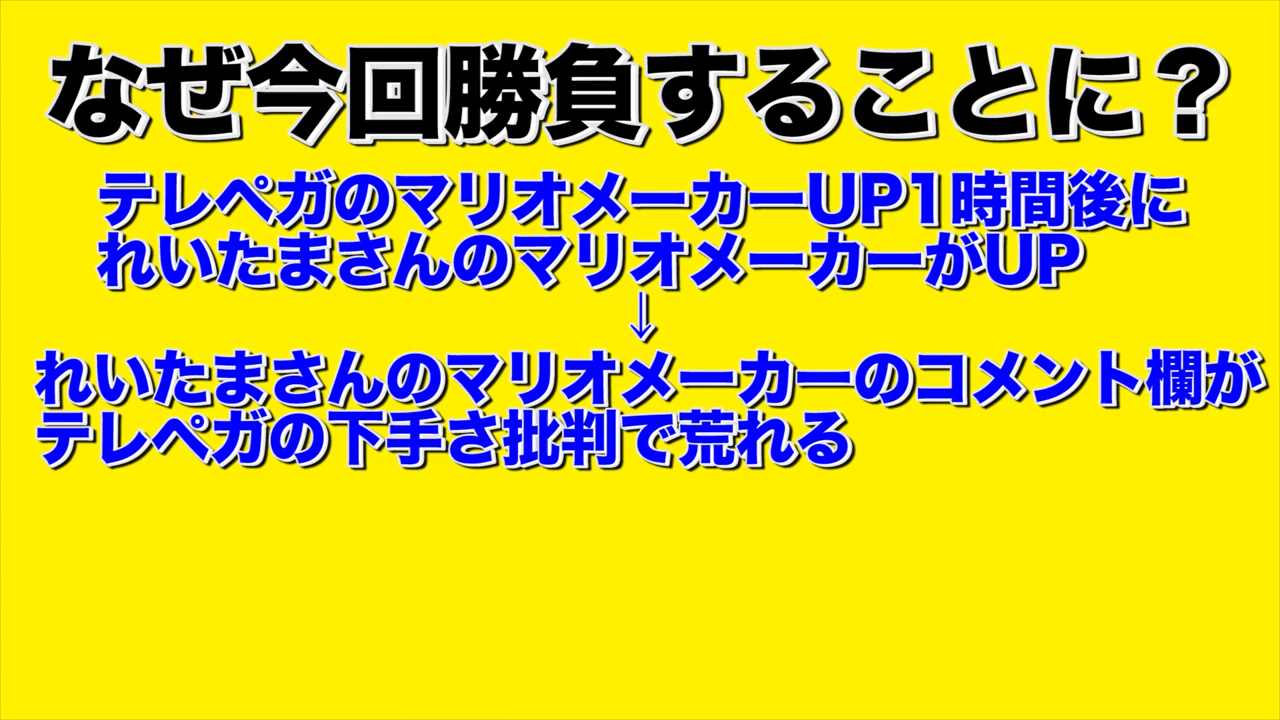 なぜ今回勝負することに？
テレペガのマリオメーカーUP1時間後に
れいたまさんのマリオメーカーがUP
↓
れいたまさんのマリオメーカーのコメント欄が
テレペガの下手さ批判で荒れる